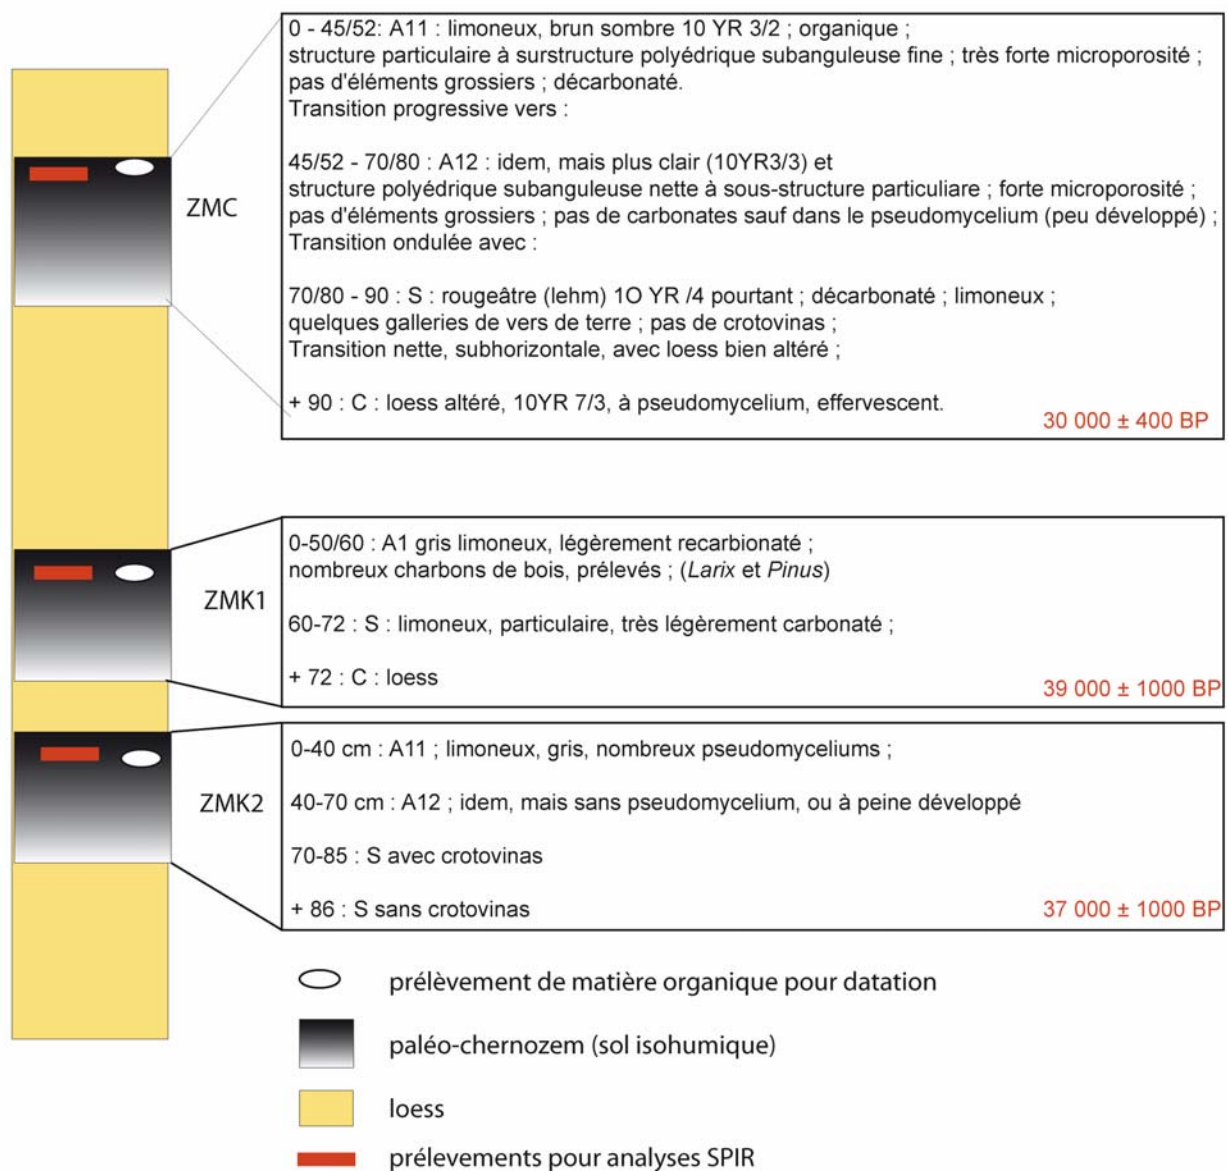 0 - 45/52: A11 : limoneux, brun sombre 10 YR 3/2 ; organique ;
structure particulaire à surstructure polyédrique subanguleuse fine ; très forte microporosité ;
pas d'éléments grossiers ; décarbonaté.
Transition progressive vers :
45/52 - 70/80 : A12 : idem, mais plus clair (10YR3/3) et
structure polyédrique subanguleuse nette à sous-structure particuliare ; forte microporosité ;
pas d'éléments grossiers ; pas de carbonates sauf dans le pseudomycelium (peu développé) ;
Transition ondulée avec :
70/80 - 90 : S : rougeâtre (lehm) 1O YR /4 pourtant ; décarbonaté ; limoneux ;
quelques galleries de vers de terre ; pas de crotovinas ;
Transition nette, subhorizontale, avec loess bien altéré ;
+ 90 : C : loess altéré, 10YR 7/3, à pseudomycelium, effervescent.
30 000 ± 400 BP
ZMC
0-50/60 : A1 gris limoneux, légèrement recarbionaté ;
nombreux charbons de bois, prélevés ; (Larix et Pinus)
60-72 : S : limoneux, particulaire, très légèrement carbonaté ;
+ 72 : C : loess
39 000 ± 1000 BP
ZMK1
0-40 cm : A11 ; limoneux, gris, nombreux pseudomyceliums ;
40-70 cm : A12 ; idem, mais sans pseudomycelium, ou à peine développé
70-85 : S avec crotovinas
+ 86 : S sans crotovinas
37 000 ± 1000 BP
ZMK2
prélèvement de matière organique pour datation
paléo-chernozem (sol isohumique)
loess
prélevements pour analyses SPIR